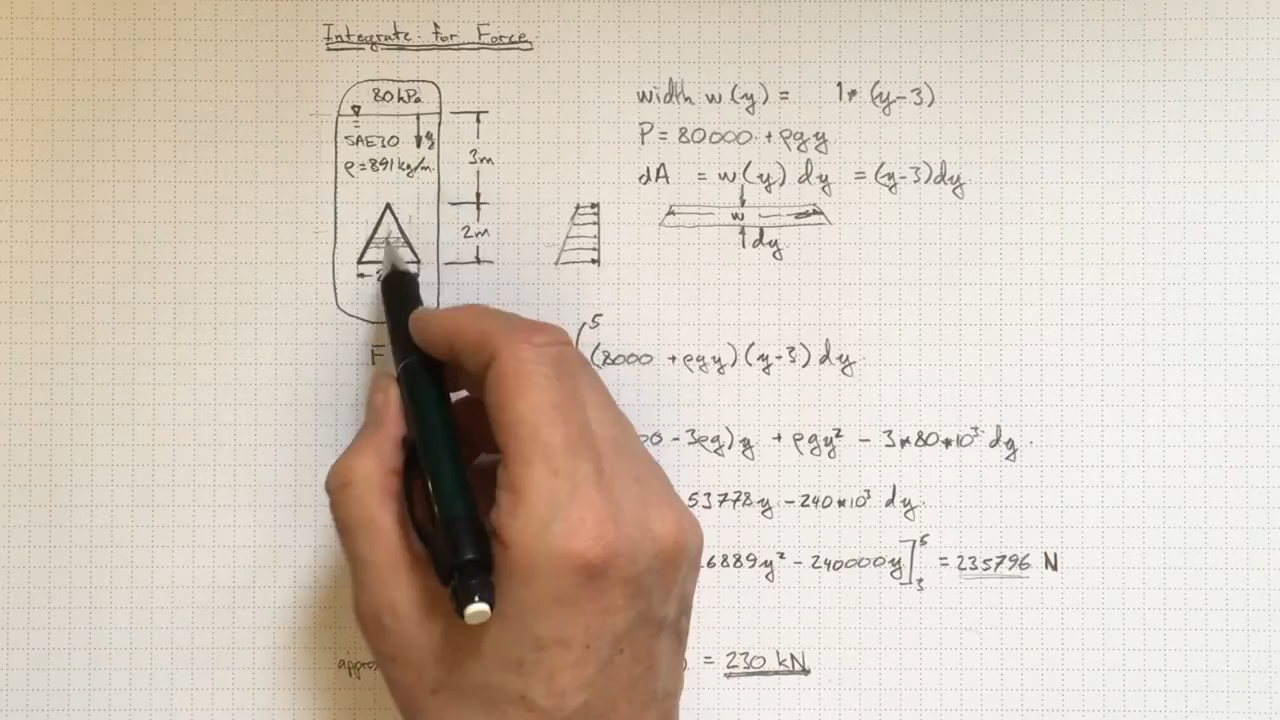 Integrate for Force
80 kPa
SAE30 y
ρ=891 kg/m
3m
2m
width w(y) = 1* (y-3)
P = 80000 + ρgy
dA = w(y) dy = (y-3)dy
w
dy
F
5
(8000 + ρgy)(y-3) dy
00 -3ρg)y + ρgy² - 3*80*10³ dy
53778y - 240*10³ dy
6889y² - 240000y]⁵₃ = 235796 N
= 230 kN